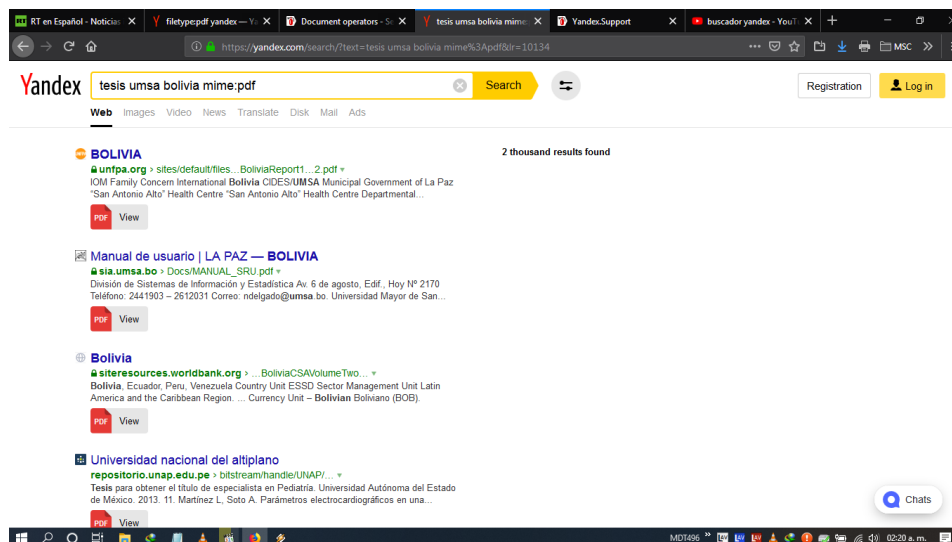 RT en Español - Noticias
filetype:pdf yandex — Ya
Document operators - Se
tesis umsa bolivia mime:
Yandex.Support
buscador yandex - YouT
https://yandex.com/search/?text=tesis umsa bolivia mime%3Apdf&lr=10134
MSC
Yandex
tesis umsa bolivia mime:pdf
Search
Registration
Log in
Web Images Video News Translate Disk Mail Ads
BOLIVIA
unfpa.org › sites/default/files...BoliviaReport1...2.pdf
IOM Family Concern International Bolivia CIDES/UMSA Municipal Government of La Paz
"San Antonio Alto" Health Centre "San Antonio Alto" Health Centre Departmental...
PDF View
2 thousand results found
Manual de usuario | LA PAZ — BOLIVIA
sia.umsa.bo › Docs/MANUAL_SRU.pdf
División de Sistemas de Información y Estadística Av. 6 de agosto, Edif., Hoy Nº 2170
Teléfono: 2441903 – 2612031 Correo: ndelgado@umsa.bo. Universidad Mayor de San...
PDF View
Bolivia
siteresources.worldbank.org › ...BoliviaCSAVolumeTwo...
Bolivia, Ecuador, Peru, Venezuela Country Unit ESSD Sector Management Unit Latin
America and the Caribbean Region. ... Currency Unit – Bolivian Boliviano (BOB).
PDF View
Universidad nacional del altiplano
repositorio.unap.edu.pe › bitstream/handle/UNAP/...
Tesis para obtener el título de especialista en Pediatría. Universidad Autónoma del Estado
de México. 2013. 11. Martínez L, Soto A. Parámetros electrocardiográficos en una...
PDF View
Chats
MDT496
02:20 a. m.